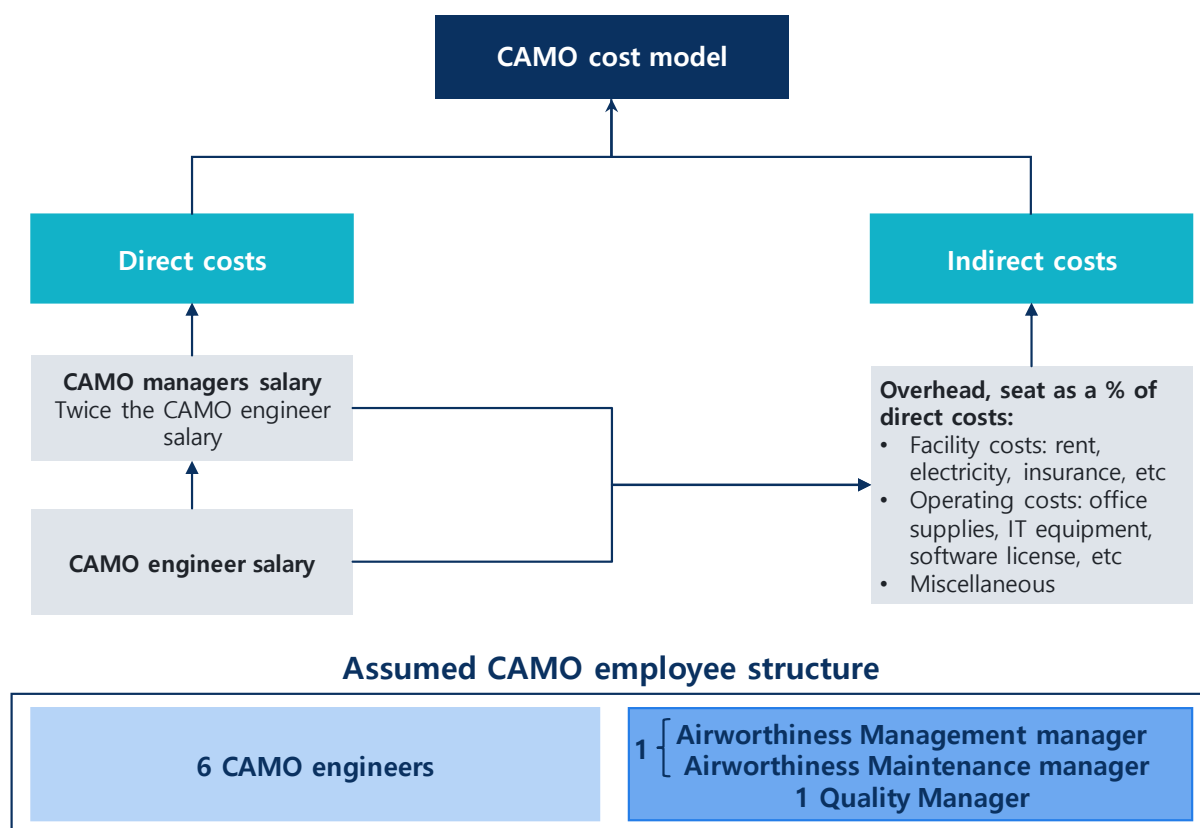 CAMO cost model
Direct costs
Indirect costs
CAMO managers salary
Twice the CAMO engineer
salary
CAMO engineer salary
Overhead, seat as a % of
direct costs:
• Facility costs: rent,
electricity, insurance, etc
• Operating costs: office
supplies, IT equipment,
software license, etc
• Miscellaneous
Assumed CAMO employee structure
6 CAMO engineers
1
Airworthiness Management manager
Airworthiness Maintenance manager
1 Quality Manager